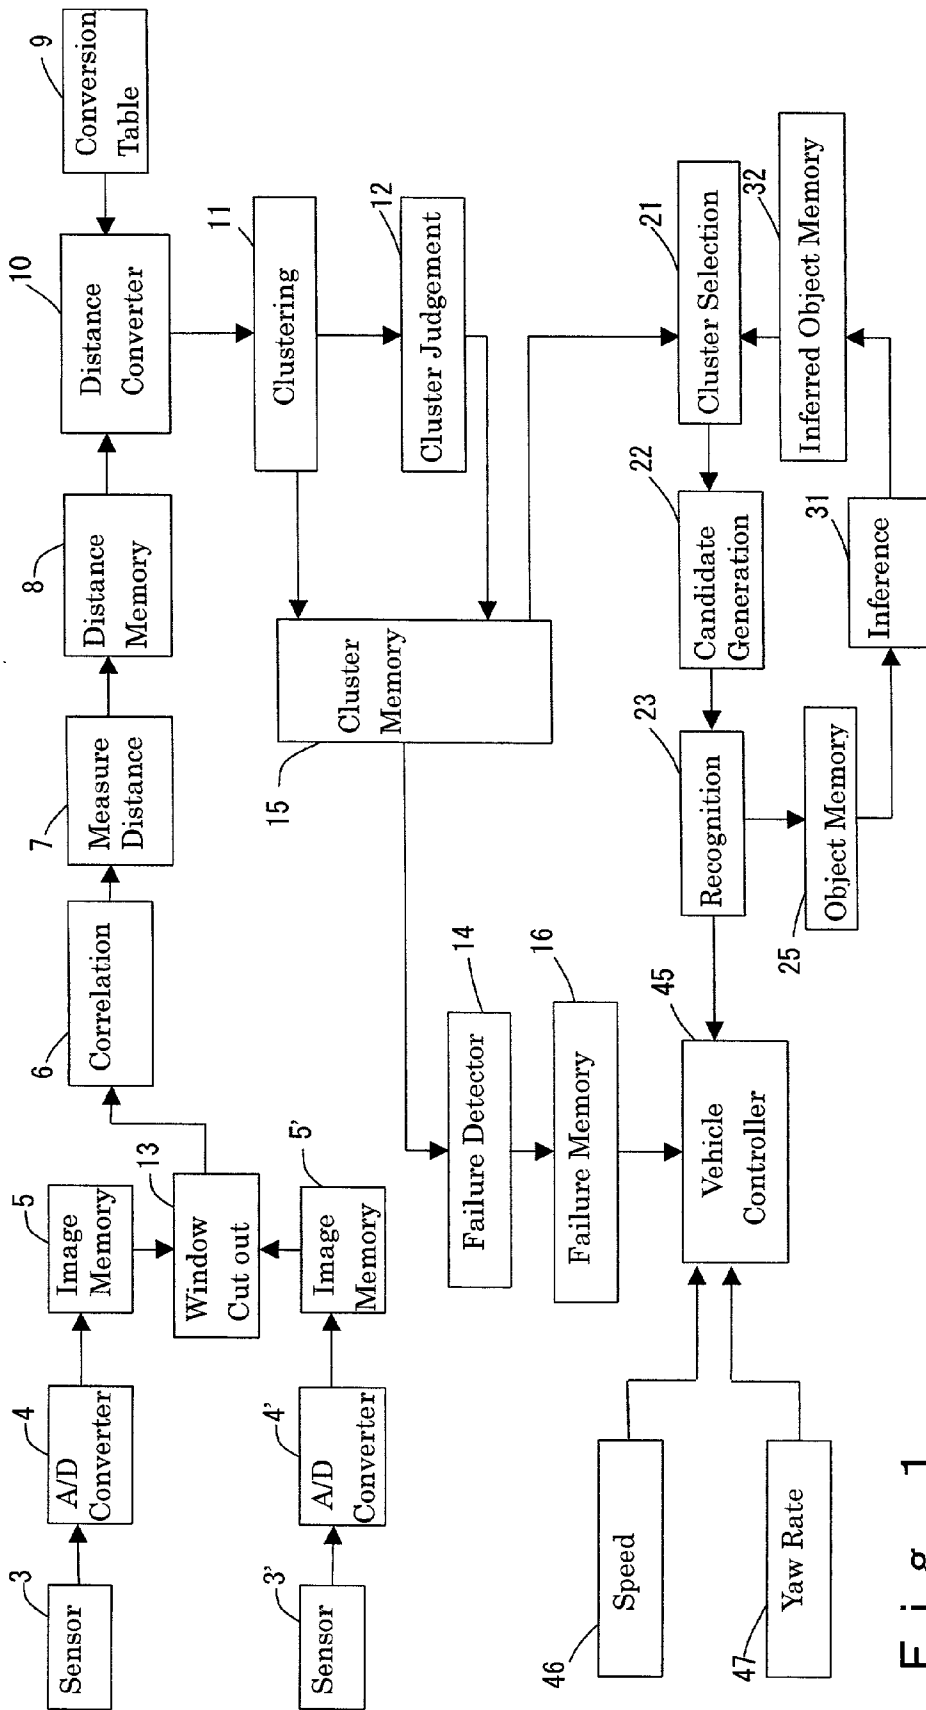 3
Sensor
4
A/D
Converter
5
Image
Memory
13
Window
Cut out
3'
Sensor
4'
A/D
Converter
5'
Image
Memory
6
Correlation
7
Measure
Distance
8
Distance
Memory
10
Distance
Converter
9
Conversion
Table
11
Clustering
12
Cluster Judgement
15
Cluster
Memory
14
Failure Detector
16
Failure Memory
21
Cluster Selection
22
Candidate
Generation
23
Recognition
25
Object Memory
31
Inference
32
Inferred Object Memory
45
Vehicle
Controller
46
Speed
47
Yaw Rate
Fig. 1